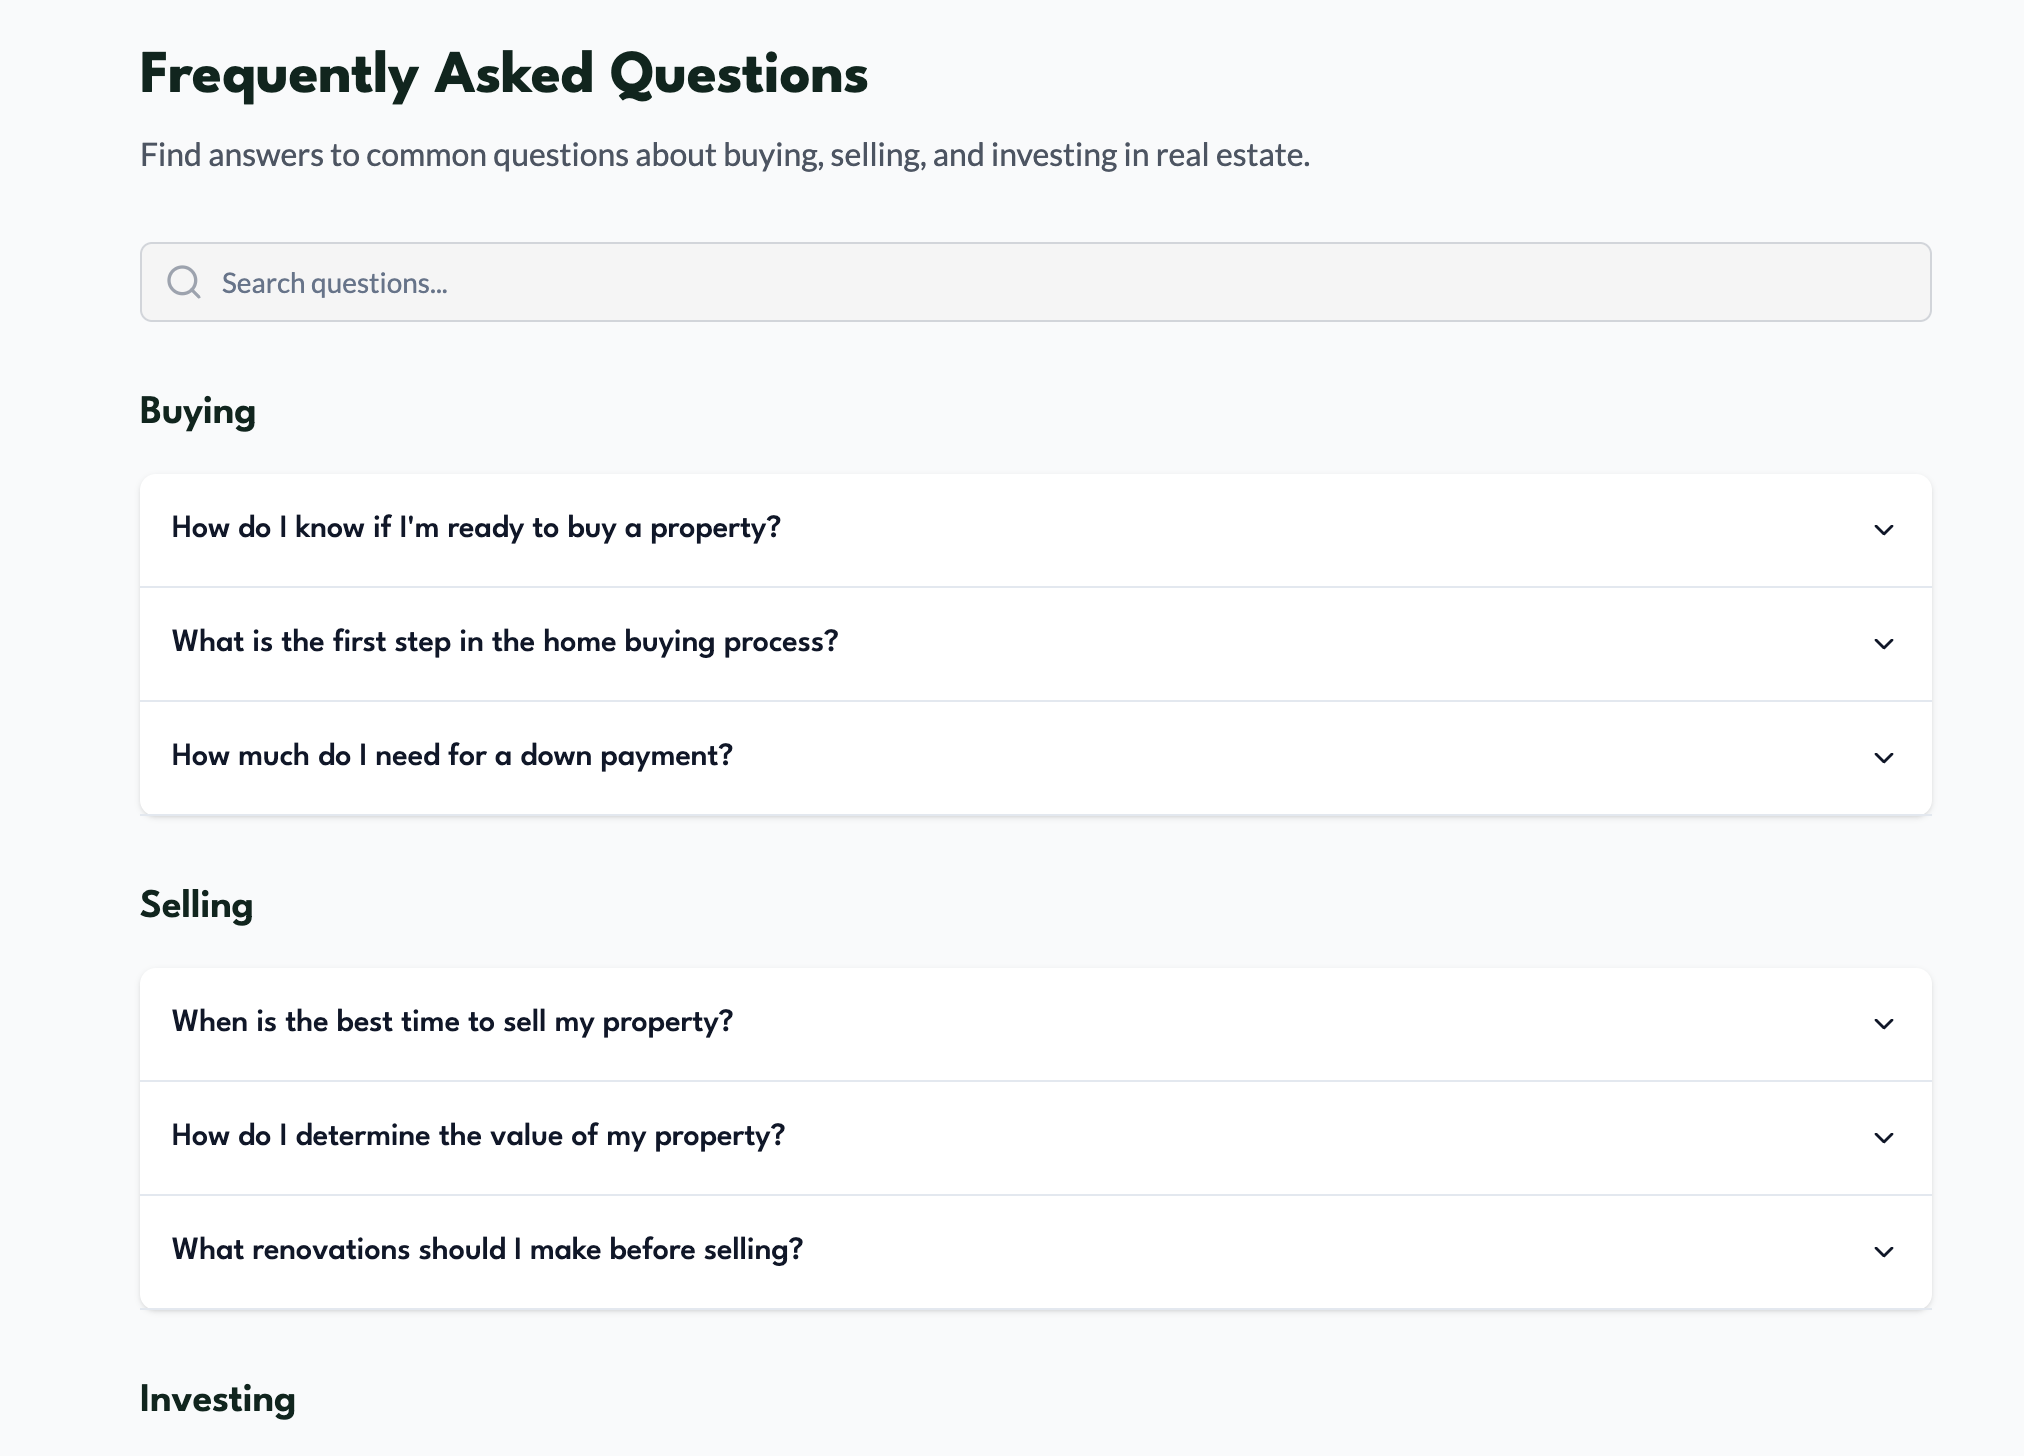 Frequently Asked Questions
Find answers to common questions about buying, selling, and investing in real estate.
Search questions...
Buying
How do I know if I'm ready to buy a property?
What is the first step in the home buying process?
How much do I need for a down payment?
Selling
When is the best time to sell my property?
How do I determine the value of my property?
What renovations should I make before selling?
Investing